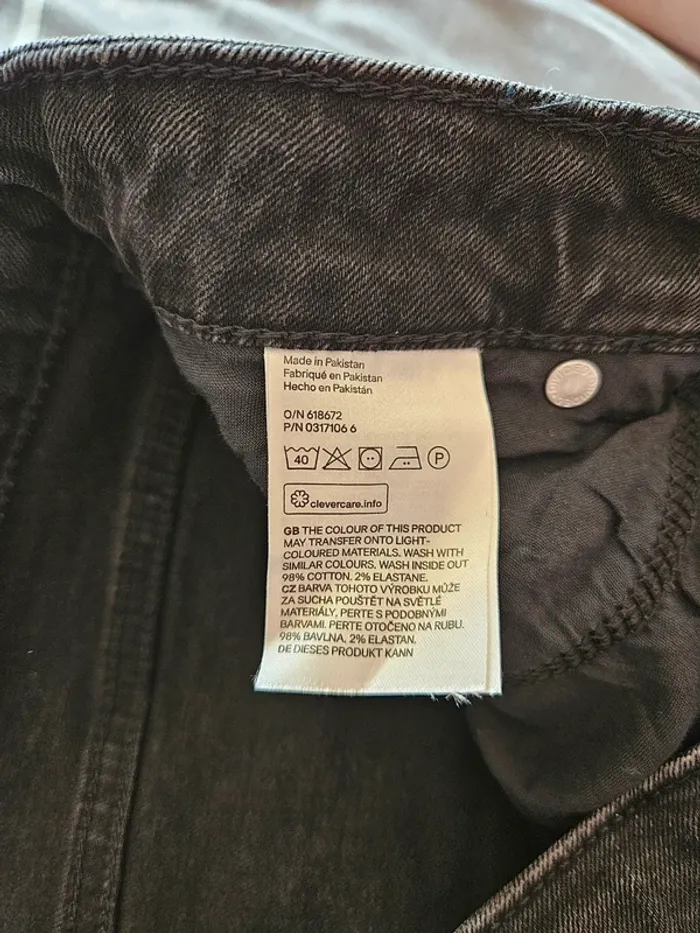 Made in Pakistan
Fabriqué en Pakistan
Hecho en Pakistán
O/N 618672
P/N 0317106 6
40 P
clevercare.info
GB THE COLOUR OF THIS PRODUCT
MAY TRANSFER ONTO LIGHT-
COLOURED MATERIALS. WASH WITH
SIMILAR COLOURS. WASH INSIDE OUT
98% COTTON. 2% ELASTANE.
CZ BARVA TOHOTO VÝROBKU MŮŽE
ZA SUCHA POUŠTĚT NA SVĚTLÉ
MATERIÁLY, PERTE S PODOBNÝMI
BARVAMI. PERTE OTOČENO NA RUBU.
98% BAVLNA. 2% ELASTAN.
DE DIESES PRODUKT KANN